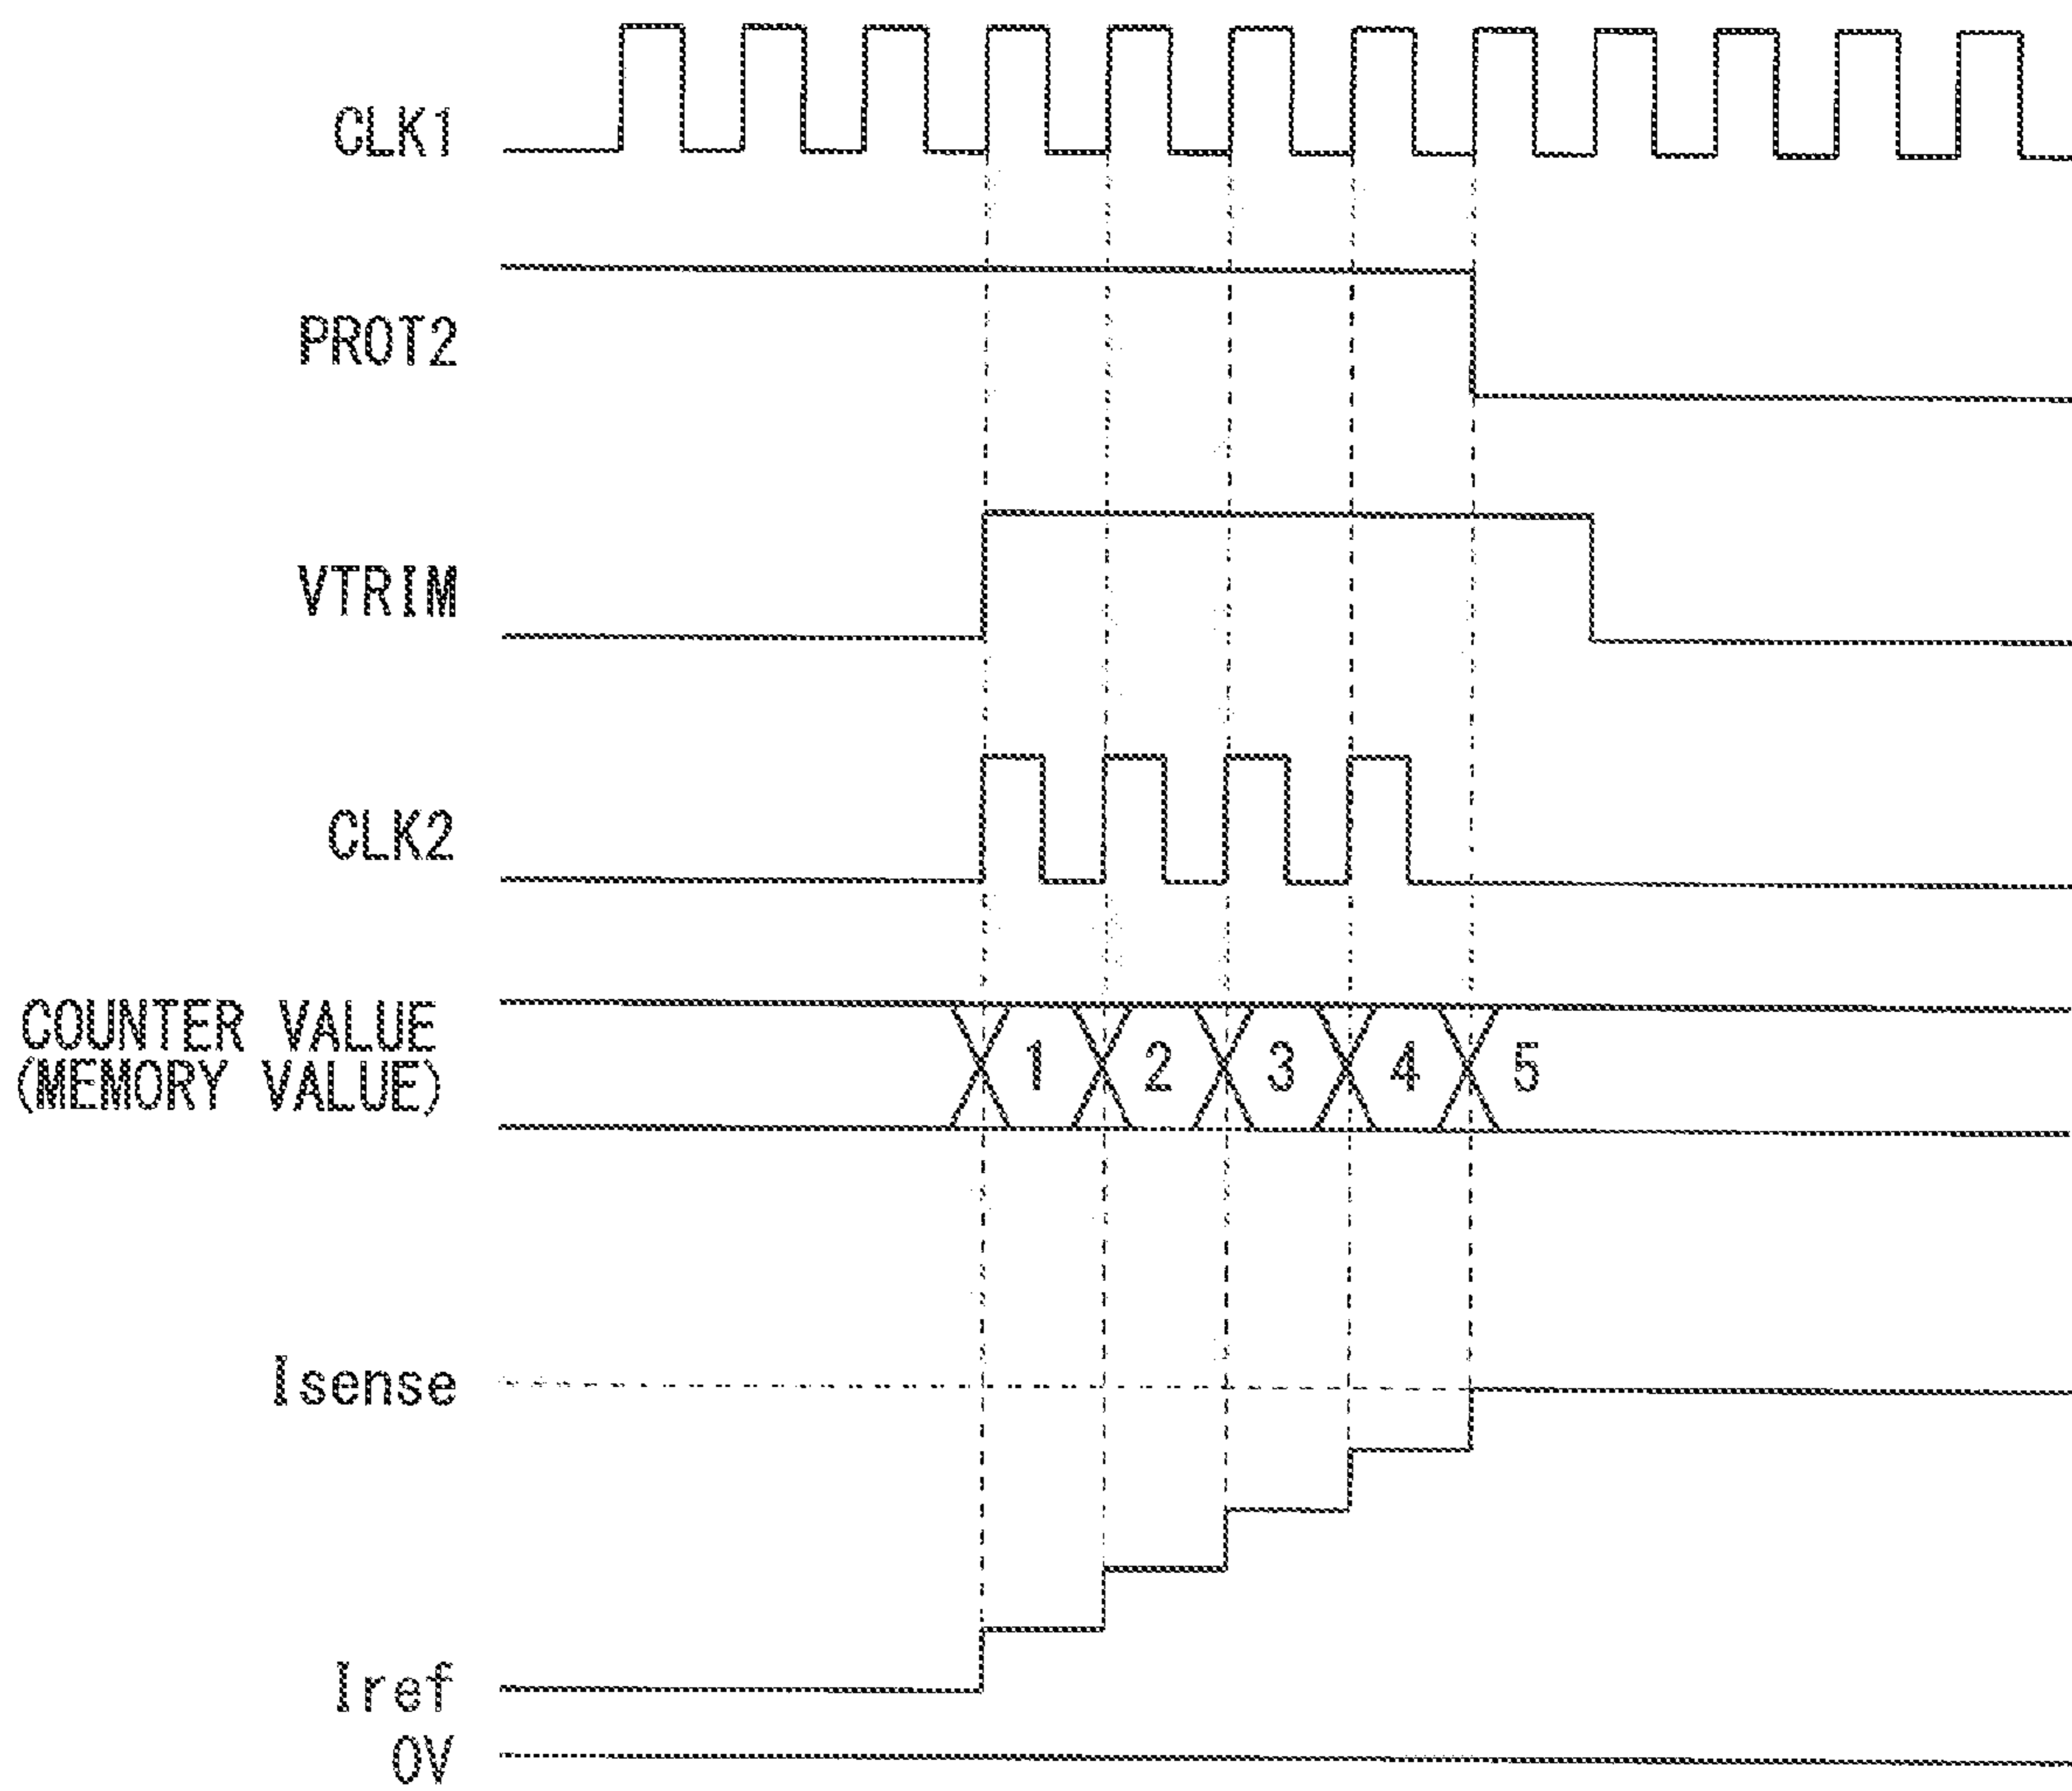 CLK1
PROT2
VTRIM
CLK2
COUNTER VALUE
(MEMORY VALUE)
1 2 3 4 5
Isense
Iref
0V